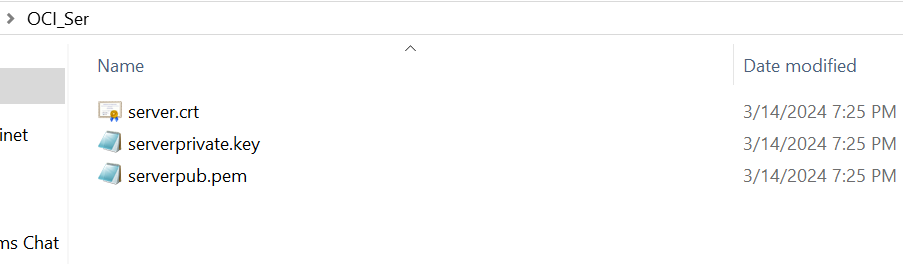 OCI_Ser
Name Date modified
server.crt 3/14/2024 7:25 PM
inet
serverprivate.key 3/14/2024 7:25 PM
serverpub.pem 3/14/2024 7:25 PM
ms Chat